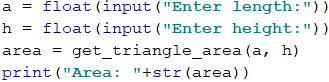 a = float(input("Enter length:"))
h = float(input("Enter height:"))
area = get_triangle_area(a, h)
print("Area: "+str(area))